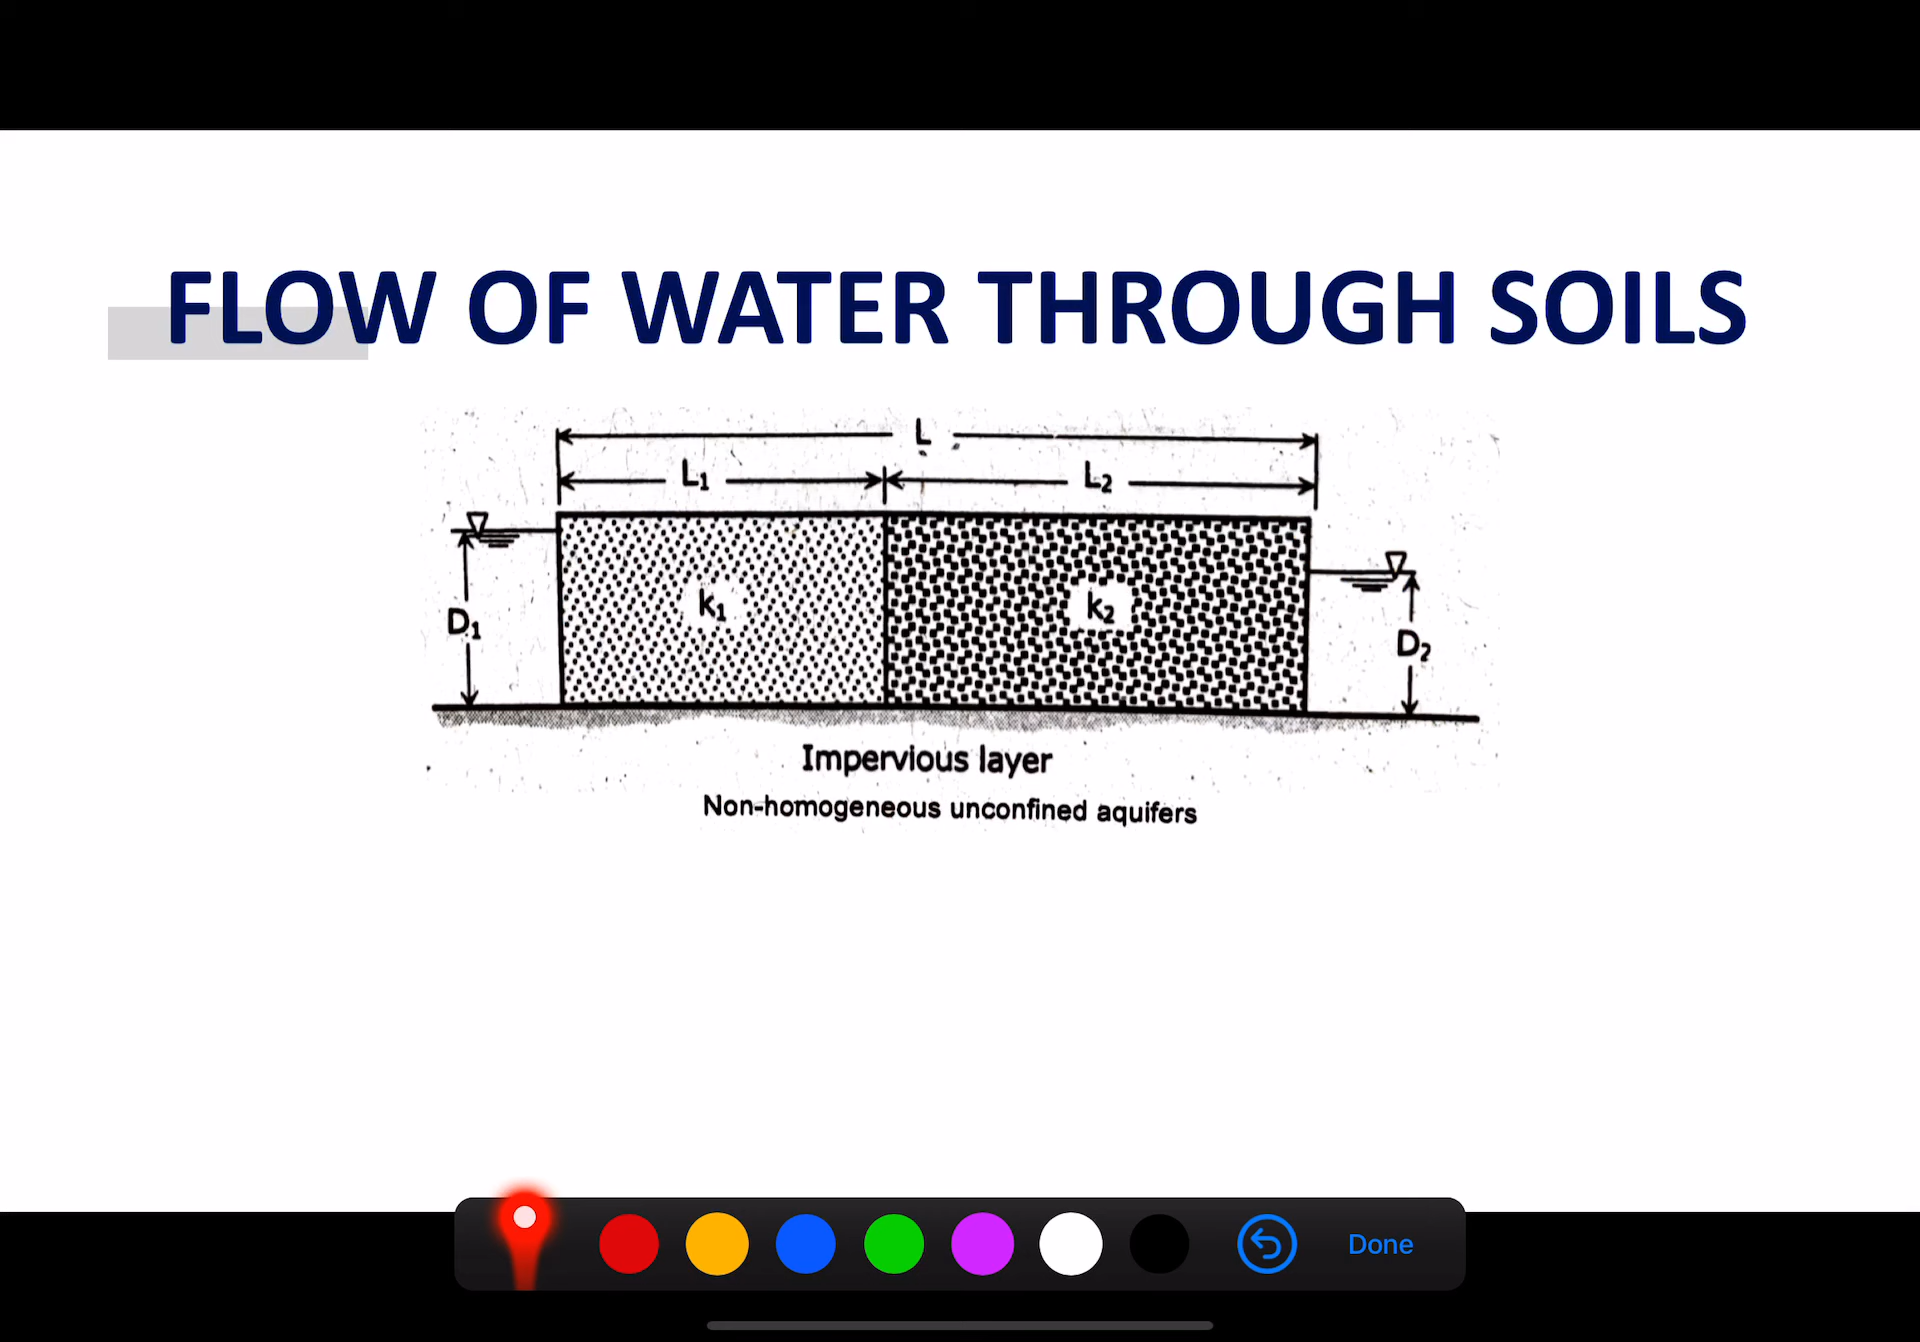 FLOW OF WATER THROUGH SOILS
L
L₁ L₂
k₁ k₂
D₁ D₂
Impervious layer
Non-homogeneous unconfined aquifers
Done